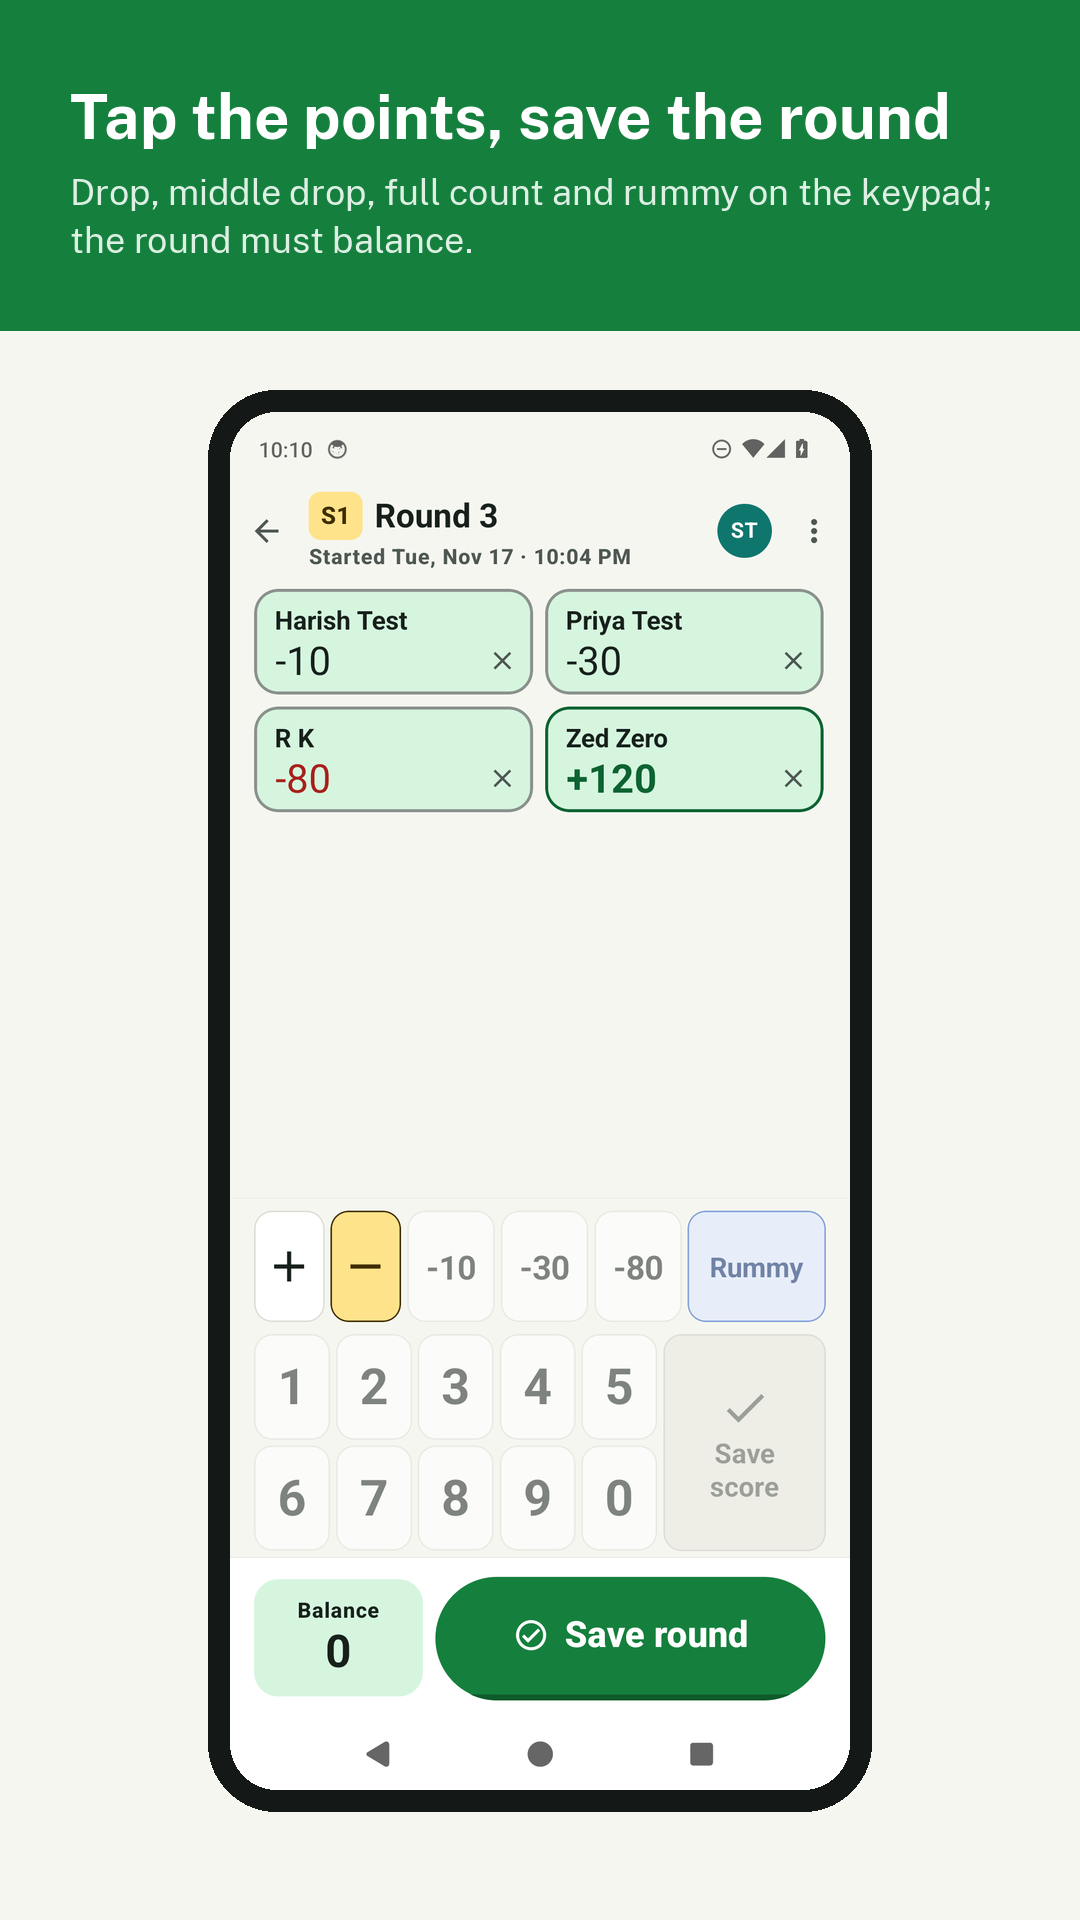 Tap the points, save the round
Drop, middle drop, full count and rummy on the keypad;
the round must balance.
10:10
S1 Round 3
Started Tue, Nov 17 · 10:04 PM
ST
Harish Test
-10
Priya Test
-30
R K
-80
Zed Zero
+120
+ − -10 -30 -80 Rummy
1 2 3 4 5
6 7 8 9 0
Save
score
Balance
0
Save round